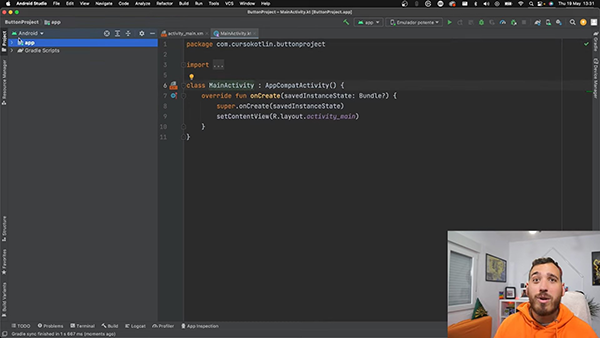 Android Studio File Edit View Navigate Code Analyze Refactor Build Run Tools VCS Window Help Thu 19 May 13:31
ButtonProject – MainActivity.kt [ButtonProject.app]
ButtonProject app
app Emulador potente
Android
activity_main.xm MainActivity.kt
Project
Resource Manager
Structure
Favorites
Build Variants
Gradle
Device Manager
app
Gradle Scripts
1 package com.cursokotlin.buttonproject
2
3 import ...
5
6 class MainActivity : AppCompatActivity() {
7 override fun onCreate(savedInstanceState: Bundle?) {
8 super.onCreate(savedInstanceState)
9 setContentView(R.layout.activity_main)
10 }
11 }
TODO Problems Terminal Build Logcat Profiler App Inspection
Gradle sync finished in 1 s 667 ms (moments ago)